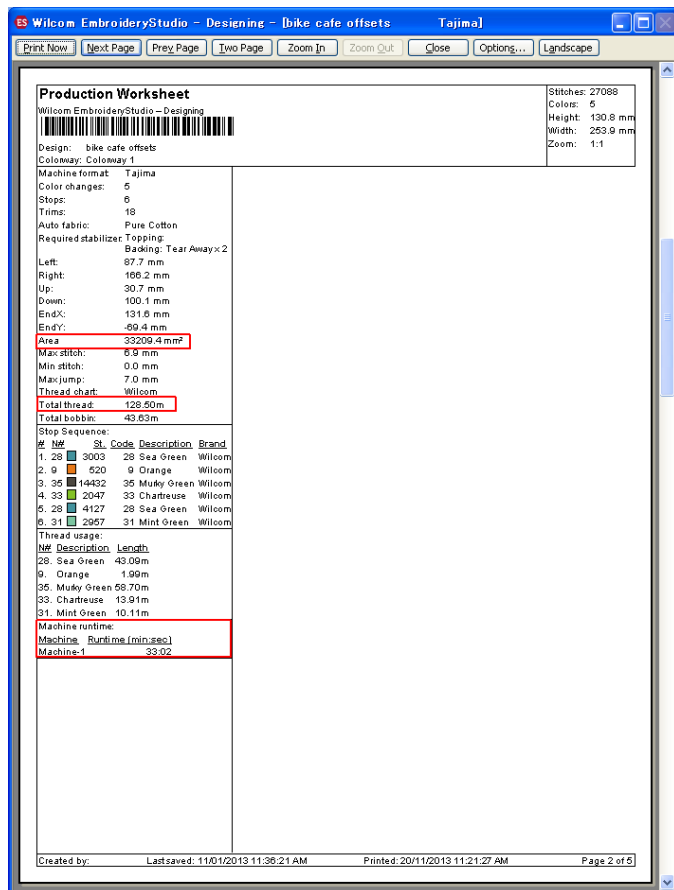 ES Wilcom EmbroideryStudio - Designing - [bike cafe offsets Tajima]
Print Now Next Page Prev Page Two Page Zoom In Zoom Out Close Options... Landscape
Production Worksheet
Wilcom EmbroideryStudio – Designing
Design: bike cafe offsets
Colorway: Colorway 1
Stitches: 27088
Colors: 5
Height: 130.8 mm
Width: 253.9 mm
Zoom: 1:1
Machine format: Tajima
Color changes: 5
Stops: 6
Trims: 18
Auto fabric: Pure Cotton
Required stabilizer: Topping:
Backing: Tear Away x 2
Left: 87.7 mm
Right: 166.2 mm
Up: 30.7 mm
Down: 100.1 mm
EndX: 131.6 mm
EndY: -69.4 mm
Area 33209.4 mm²
Max stitch: 6.9 mm
Min stitch: 0.0 mm
Max jump: 7.0 mm
Thread chart: Wilcom
Total thread: 128.50m
Total bobbin: 43.63m
Stop Sequence:
# N# St. Code Description Brand
1. 28 3003 28 Sea Green Wilcom
2. 9 520 9 Orange Wilcom
3. 35 14432 35 Murky Green Wilcom
4. 33 2047 33 Chartreuse Wilcom
5. 28 4127 28 Sea Green Wilcom
6. 31 2957 31 Mint Green Wilcom
Thread usage:
N# Description Length
28. Sea Green 43.09m
9. Orange 1.99m
35. Murky Green 58.70m
33. Chartreuse 13.91m
31. Mint Green 10.11m
Machine runtime:
Machine Runtime (min:sec)
Machine-1 33:02
Created by: Last saved: 11/01/2013 11:36:21 AM Printed: 20/11/2013 11:21:27 AM Page 2 of 5